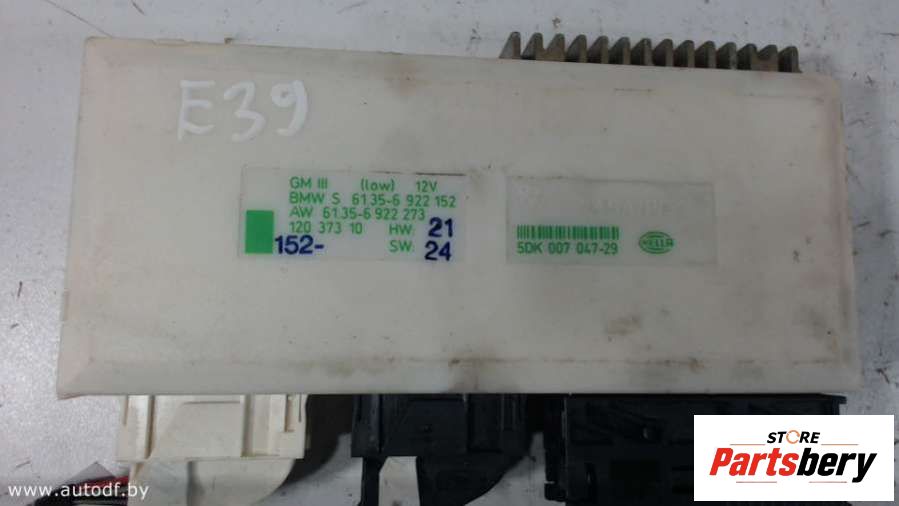 E39
GM III (low) 12V
BMW S 61 35-6 922 152
AW 61.35-6 922 273
120 373 10 HW: 21
152- SW: 24
5DK 007 047-29
HELLA
www.autodf.by
STORE
Partsbery